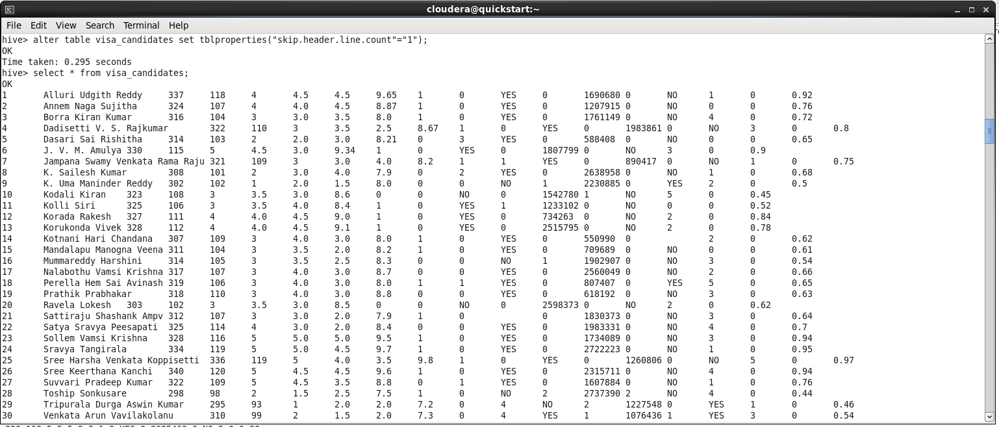 cloudera@quickstart:~
File Edit View Search Terminal Help
hive> alter table visa_candidates set tblproperties("skip.header.line.count"="1");
OK
Time taken: 0.295 seconds
hive> select * from visa_candidates;
OK
1 Alluri Udgith Reddy 337 118 4 4.5 4.5 9.65 1 0 YES 0 1690680 0 NO 1 0 0.92
2 Annem Naga Sujitha 324 107 4 4.0 4.5 8.87 1 0 YES 0 1207915 0 NO 0 0 0.76
3 Borra Kiran Kumar 316 104 3 3.0 3.5 8.0 1 0 YES 0 1761149 0 NO 4 0 0.72
4 Dadisetti V. S. Rajkumar 322 110 3 3.5 2.5 8.67 1 0 YES 0 1983861 0 NO 3 0 0.8
5 Dasari Sai Rishitha 314 103 2 2.0 3.0 8.21 0 3 YES 0 588408 0 NO 0 0 0.65
6 J. V. M. Amulya 330 115 5 4.5 3.0 9.34 1 0 YES 0 1807799 0 NO 3 0 0.9
7 Jampana Swamy Venkata Rama Raju 321 109 3 3.0 4.0 8.2 1 1 YES 0 890417 0 NO 1 0 0.75
8 K. Sailesh Kumar 308 101 2 3.0 4.0 7.9 0 2 YES 0 2638958 0 NO 1 0 0.68
9 K. Uma Maninder Reddy 302 102 1 2.0 1.5 8.0 0 0 NO 1 2230885 0 YES 2 0 0.5
10 Kodali Kiran 323 108 3 3.5 3.0 8.6 0 0 NO 0 1542780 1 NO 5 0 0.45
11 Kolli Siri 325 106 3 3.5 4.0 8.4 1 0 YES 1 1233102 0 NO 0 0 0.52
12 Korada Rakesh 327 111 4 4.0 4.5 9.0 1 0 YES 0 734263 0 NO 2 0 0.84
13 Korukonda Vivek 328 112 4 4.0 4.5 9.1 1 0 YES 0 2515795 0 NO 2 0 0.78
14 Kotnani Hari Chandana 307 109 3 4.0 3.0 8.0 1 0 YES 0 550990 0 2 0 0.62
15 Mandalapu Manogna Veena 311 104 3 3.5 2.0 8.2 1 0 YES 0 709689 0 NO 0 0 0.61
16 Mummareddy Harshini 314 105 3 3.5 2.5 8.3 0 0 NO 1 1902907 0 NO 3 0 0.54
17 Nalabothu Vamsi Krishna 317 107 3 4.0 3.0 8.7 0 0 YES 0 2560049 0 NO 2 0 0.66
18 Perella Hem Sai Avinash 319 106 3 4.0 3.0 8.0 1 1 YES 0 807407 0 YES 5 0 0.65
19 Prathik Prabhakar 318 110 3 4.0 3.0 8.8 0 0 YES 0 618192 0 NO 3 0 0.63
20 Ravela Lokesh 303 102 3 3.5 3.0 8.5 0 0 NO 0 2598373 0 NO 2 0 0.62
21 Sattiraju Shashank Ampv 312 107 3 3.0 2.0 7.9 1 0 0 1830373 0 NO 3 0 0.64
22 Satya Sravya Peesapati 325 114 4 3.0 2.0 8.4 0 0 YES 0 1983331 0 NO 4 0 0.7
23 Sollem Vamsi Krishna 328 116 5 5.0 5.0 9.5 1 0 YES 0 1734089 0 NO 3 0 0.94
24 Sravya Tangirala 334 119 5 5.0 4.5 9.7 1 0 YES 0 2722223 0 NO 1 0 0.95
25 Sree Harsha Venkata Koppisetti 336 119 5 4.0 3.5 9.8 1 0 YES 0 1260806 0 NO 5 0 0.97
26 Sree Keerthana Kanchi 340 120 5 4.5 4.5 9.6 1 0 YES 0 2315711 0 NO 4 0 0.94
27 Suvvari Pradeep Kumar 322 109 5 4.5 3.5 8.8 0 1 YES 0 1607884 0 NO 1 0 0.76
28 Toship Sonkusare 298 98 2 1.5 2.5 7.5 1 0 NO 2 2737390 2 NO 4 0 0.44
29 Tripurala Durga Aswin Kumar 295 93 1 2.0 2.0 7.2 0 4 NO 2 1227548 0 YES 1 0 0.46
30 Venkata Arun Vavilakolanu 310 99 2 1.5 2.0 7.3 0 4 YES 1 1076436 1 YES 3 0 0.54